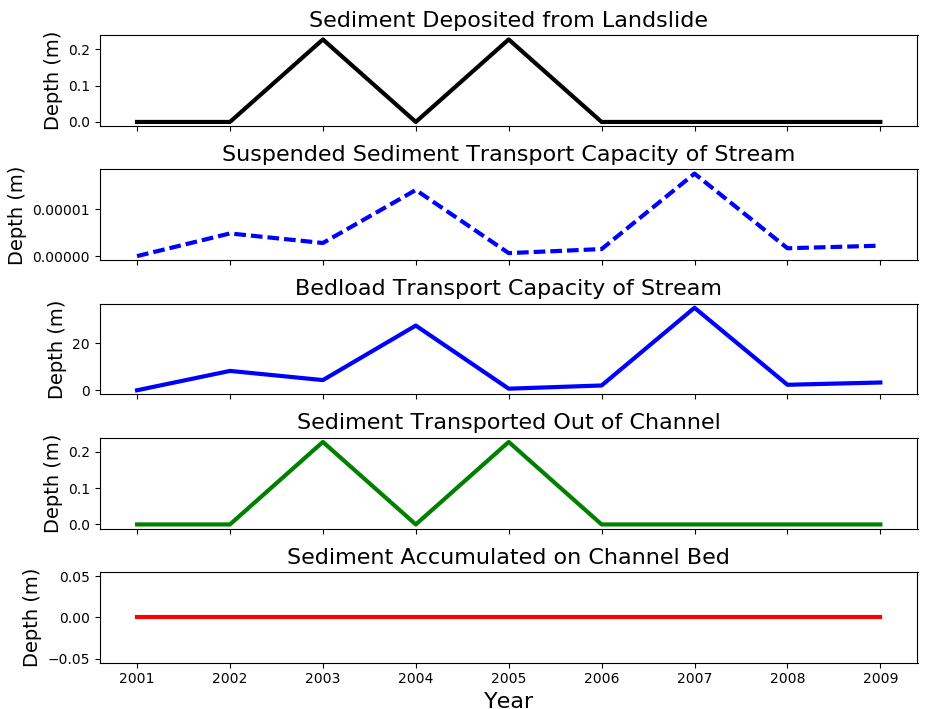 Sediment Deposited from Landslide
Depth (m)
0.2
0.1
0.0
Suspended Sediment Transport Capacity of Stream
Depth (m)
0.00001
0.00000
Bedload Transport Capacity of Stream
Depth (m)
20
0
Sediment Transported Out of Channel
Depth (m)
0.2
0.1
0.0
Sediment Accumulated on Channel Bed
Depth (m)
0.05
0.00
−0.05
2001 2002 2003 2004 2005 2006 2007 2008 2009
Year